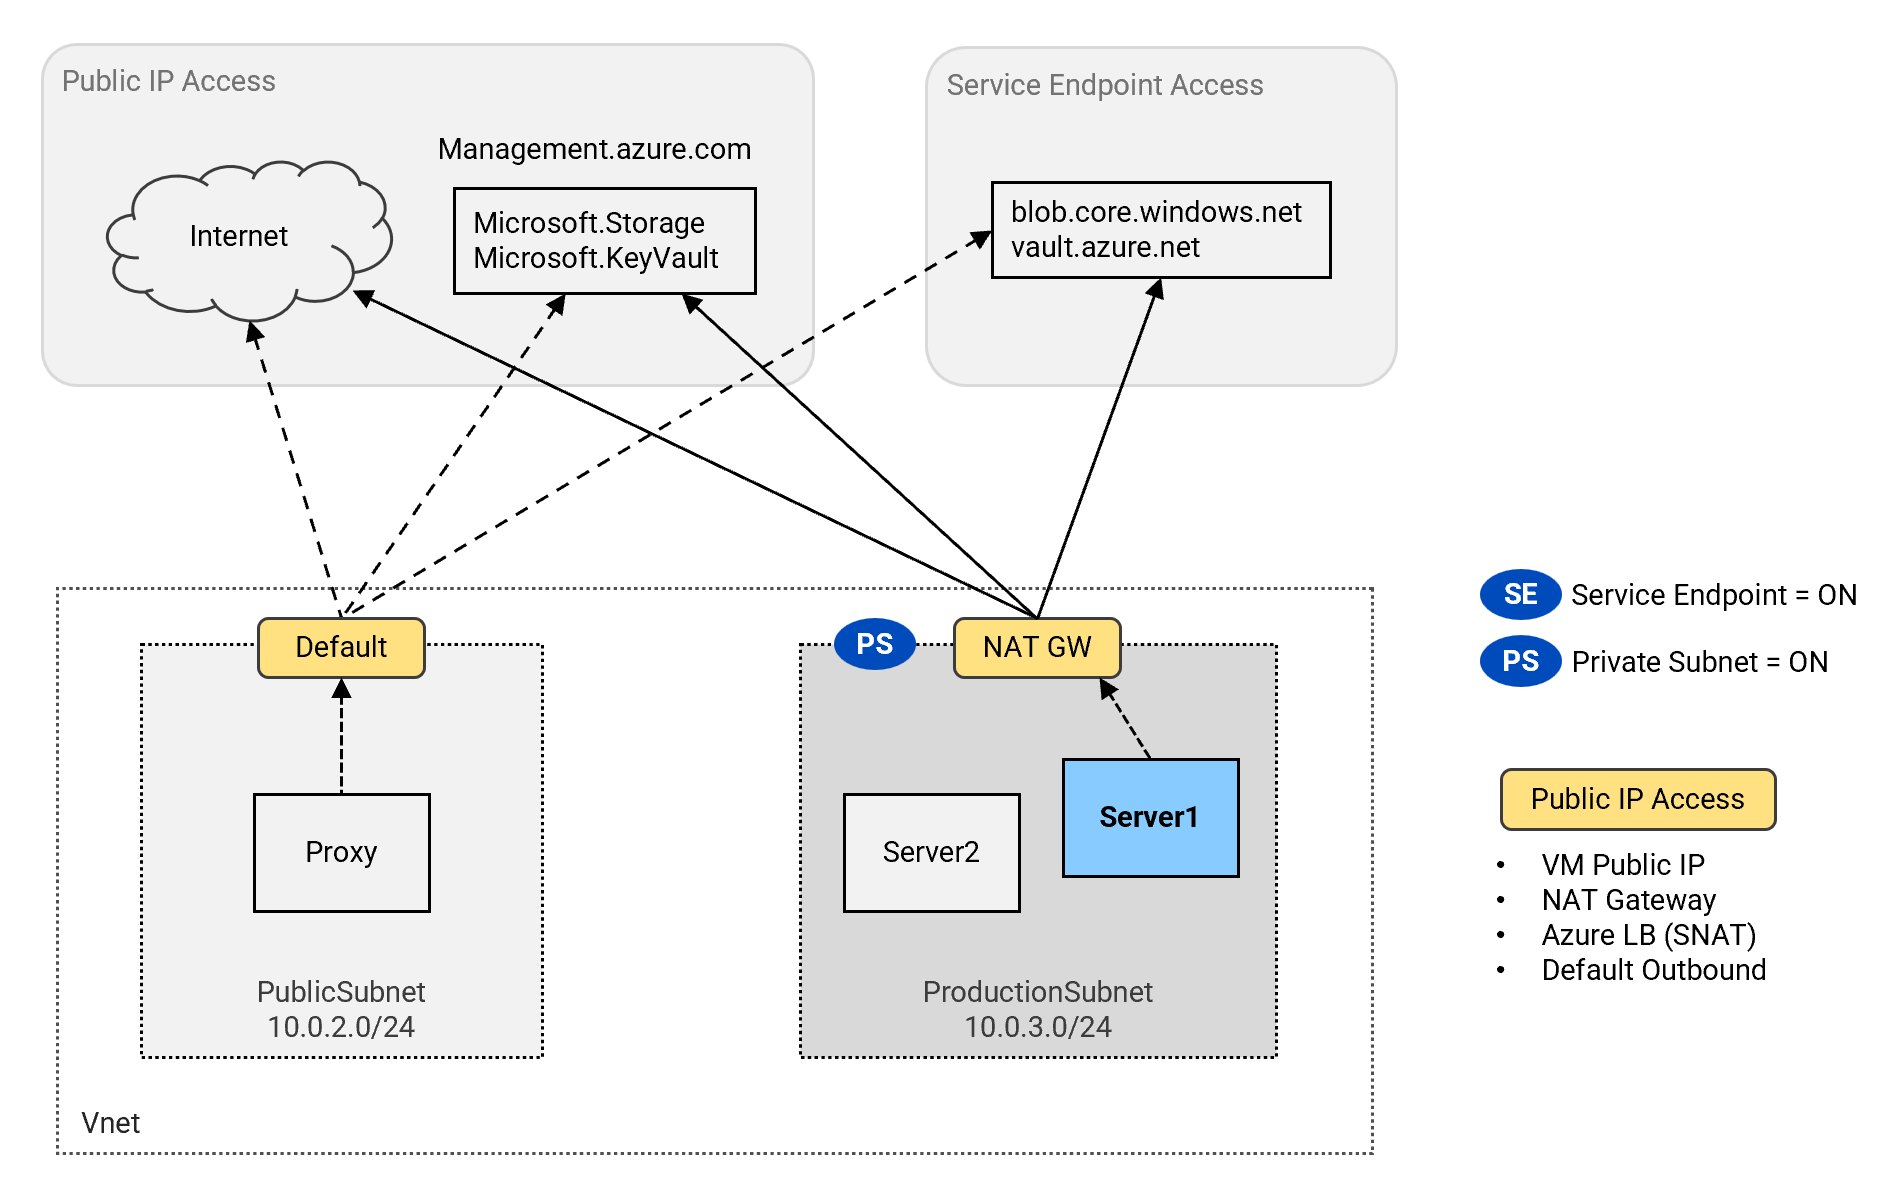 Public IP Access
Service Endpoint Access
Management.azure.com
Internet
Microsoft.Storage
Microsoft.KeyVault
blob.core.windows.net
vault.azure.net
SE Service Endpoint = ON
PS Private Subnet = ON
Default
PS
NAT GW
Proxy
Server2
Server1
PublicSubnet
10.0.2.0/24
ProductionSubnet
10.0.3.0/24
Vnet
Public IP Access
• VM Public IP
• NAT Gateway
• Azure LB (SNAT)
• Default Outbound